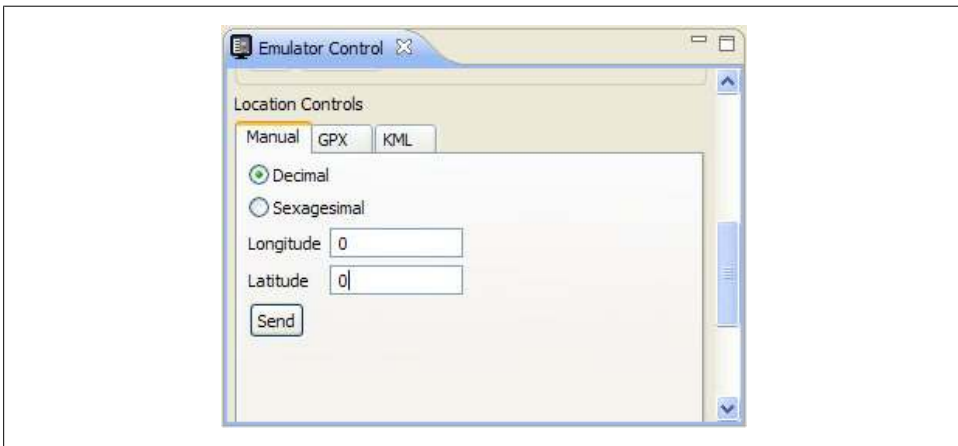 Emulator Control
Location Controls
Manual GPX KML
Decimal
Sexagesimal
Longitude 0
Latitude 0
Send